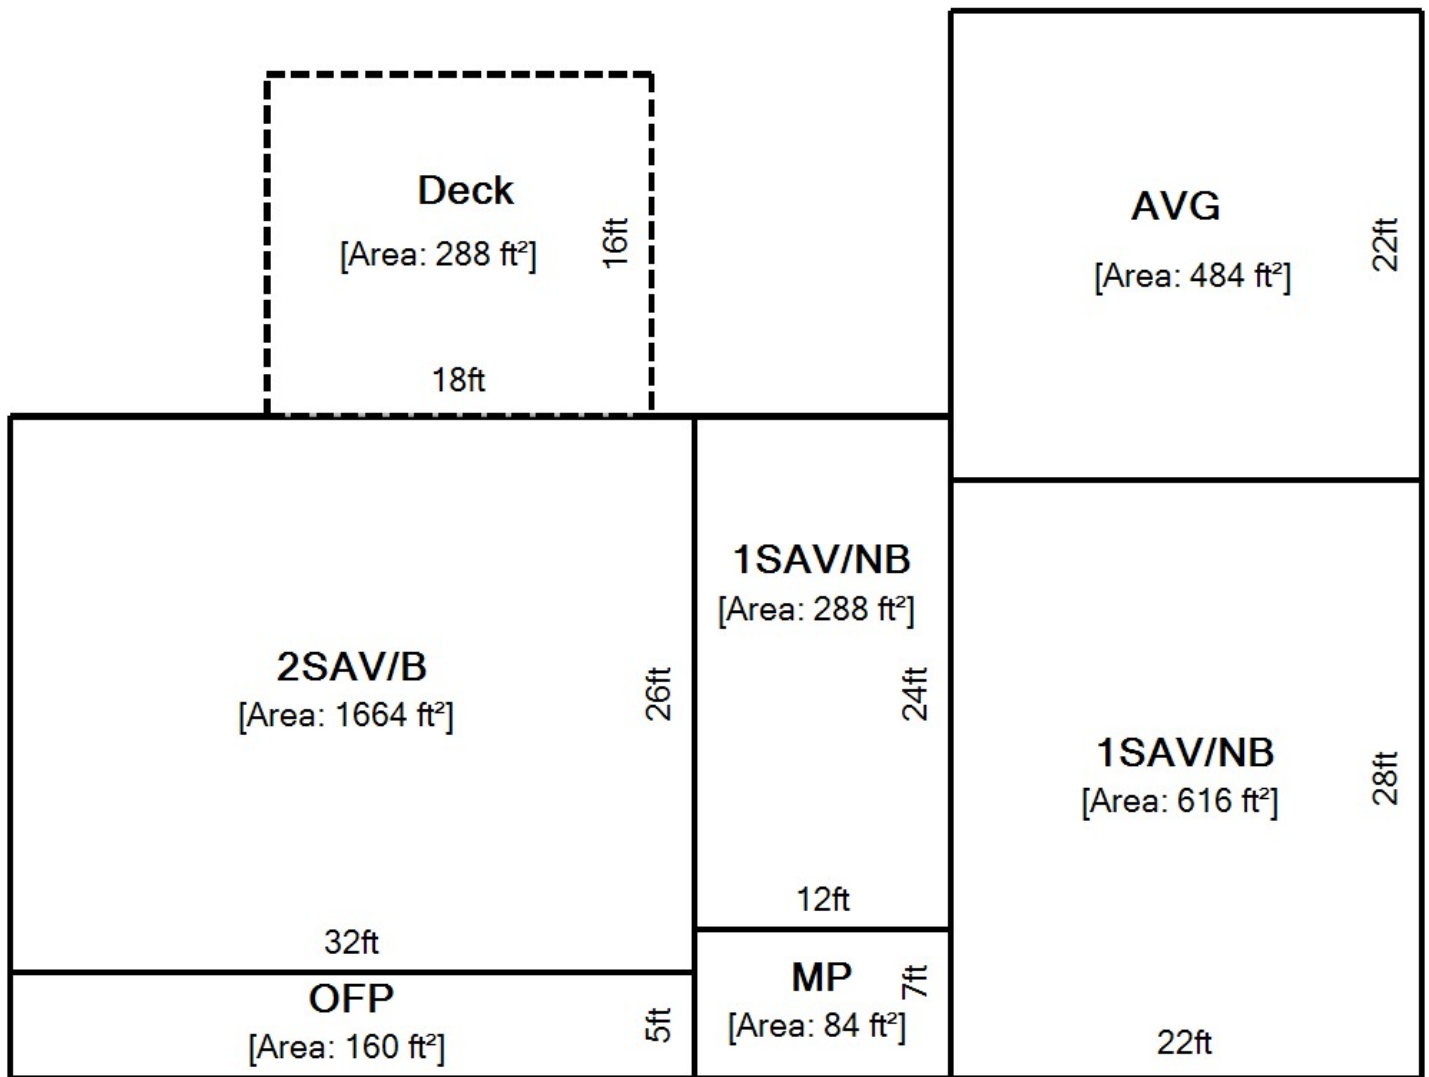 Deck
[Area: 288 ft²]
16ft
18ft
AVG
[Area: 484 ft²]
22ft
2SAV/B
[Area: 1664 ft²]
26ft
32ft
1SAV/NB
[Area: 288 ft²]
24ft
12ft
1SAV/NB
[Area: 616 ft²]
28ft
22ft
OFP
[Area: 160 ft²]
5ft
MP
[Area: 84 ft²]
7ft